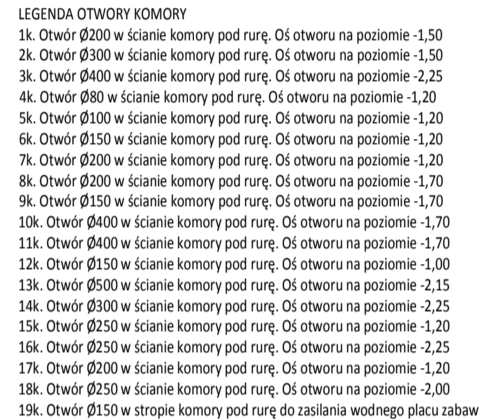 LEGENDA OTWORY KOMORY
1k. Otwór Ø200 w ścianie komory pod rurę. Oś otworu na poziomie -1,50
2k. Otwór Ø300 w ścianie komory pod rurę. Oś otworu na poziomie -1,50
3k. Otwór Ø400 w ścianie komory pod rurę. Oś otworu na poziomie -2,25
4k. Otwór Ø80 w ścianie komory pod rurę. Oś otworu na poziomie -1,20
5k. Otwór Ø100 w ścianie komory pod rurę. Oś otworu na poziomie -1,20
6k. Otwór Ø150 w ścianie komory pod rurę. Oś otworu na poziomie -1,20
7k. Otwór Ø200 w ścianie komory pod rurę. Oś otworu na poziomie -1,20
8k. Otwór Ø200 w ścianie komory pod rurę. Oś otworu na poziomie -1,70
9k. Otwór Ø150 w ścianie komory pod rurę. Oś otworu na poziomie -1,70
10k. Otwór Ø400 w ścianie komory pod rurę. Oś otworu na poziomie -1,70
11k. Otwór Ø400 w ścianie komory pod rurę. Oś otworu na poziomie -1,70
12k. Otwór Ø150 w ścianie komory pod rurę. Oś otworu na poziomie -1,00
13k. Otwór Ø500 w ścianie komory pod rurę. Oś otworu na poziomie -2,15
14k. Otwór Ø300 w ścianie komory pod rurę. Oś otworu na poziomie -2,25
15k. Otwór Ø250 w ścianie komory pod rurę. Oś otworu na poziomie -1,20
16k. Otwór Ø250 w ścianie komory pod rurę. Oś otworu na poziomie -2,25
17k. Otwór Ø200 w ścianie komory pod rurę. Oś otworu na poziomie -1,20
18k. Otwór Ø250 w ścianie komory pod rurę. Oś otworu na poziomie -2,00
19k. Otwór Ø150 w stropie komory pod rurę do zasilania wodnego placu zabaw